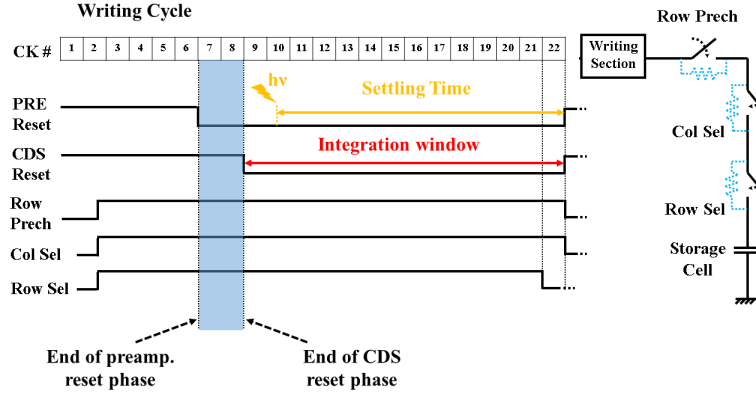 Writing Cycle
CK # 1 2 3 4 5 6 7 8 9 10 11 12 13 14 15 16 17 18 19 20 21 22
hν
Settling Time
PRE
Reset
Integration window
CDS
Reset
Row
Prech
Col Sel
Row Sel
End of preamp.
reset phase
End of CDS
reset phase
Row Prech
Writing
Section
Col Sel
Row Sel
Storage
Cell